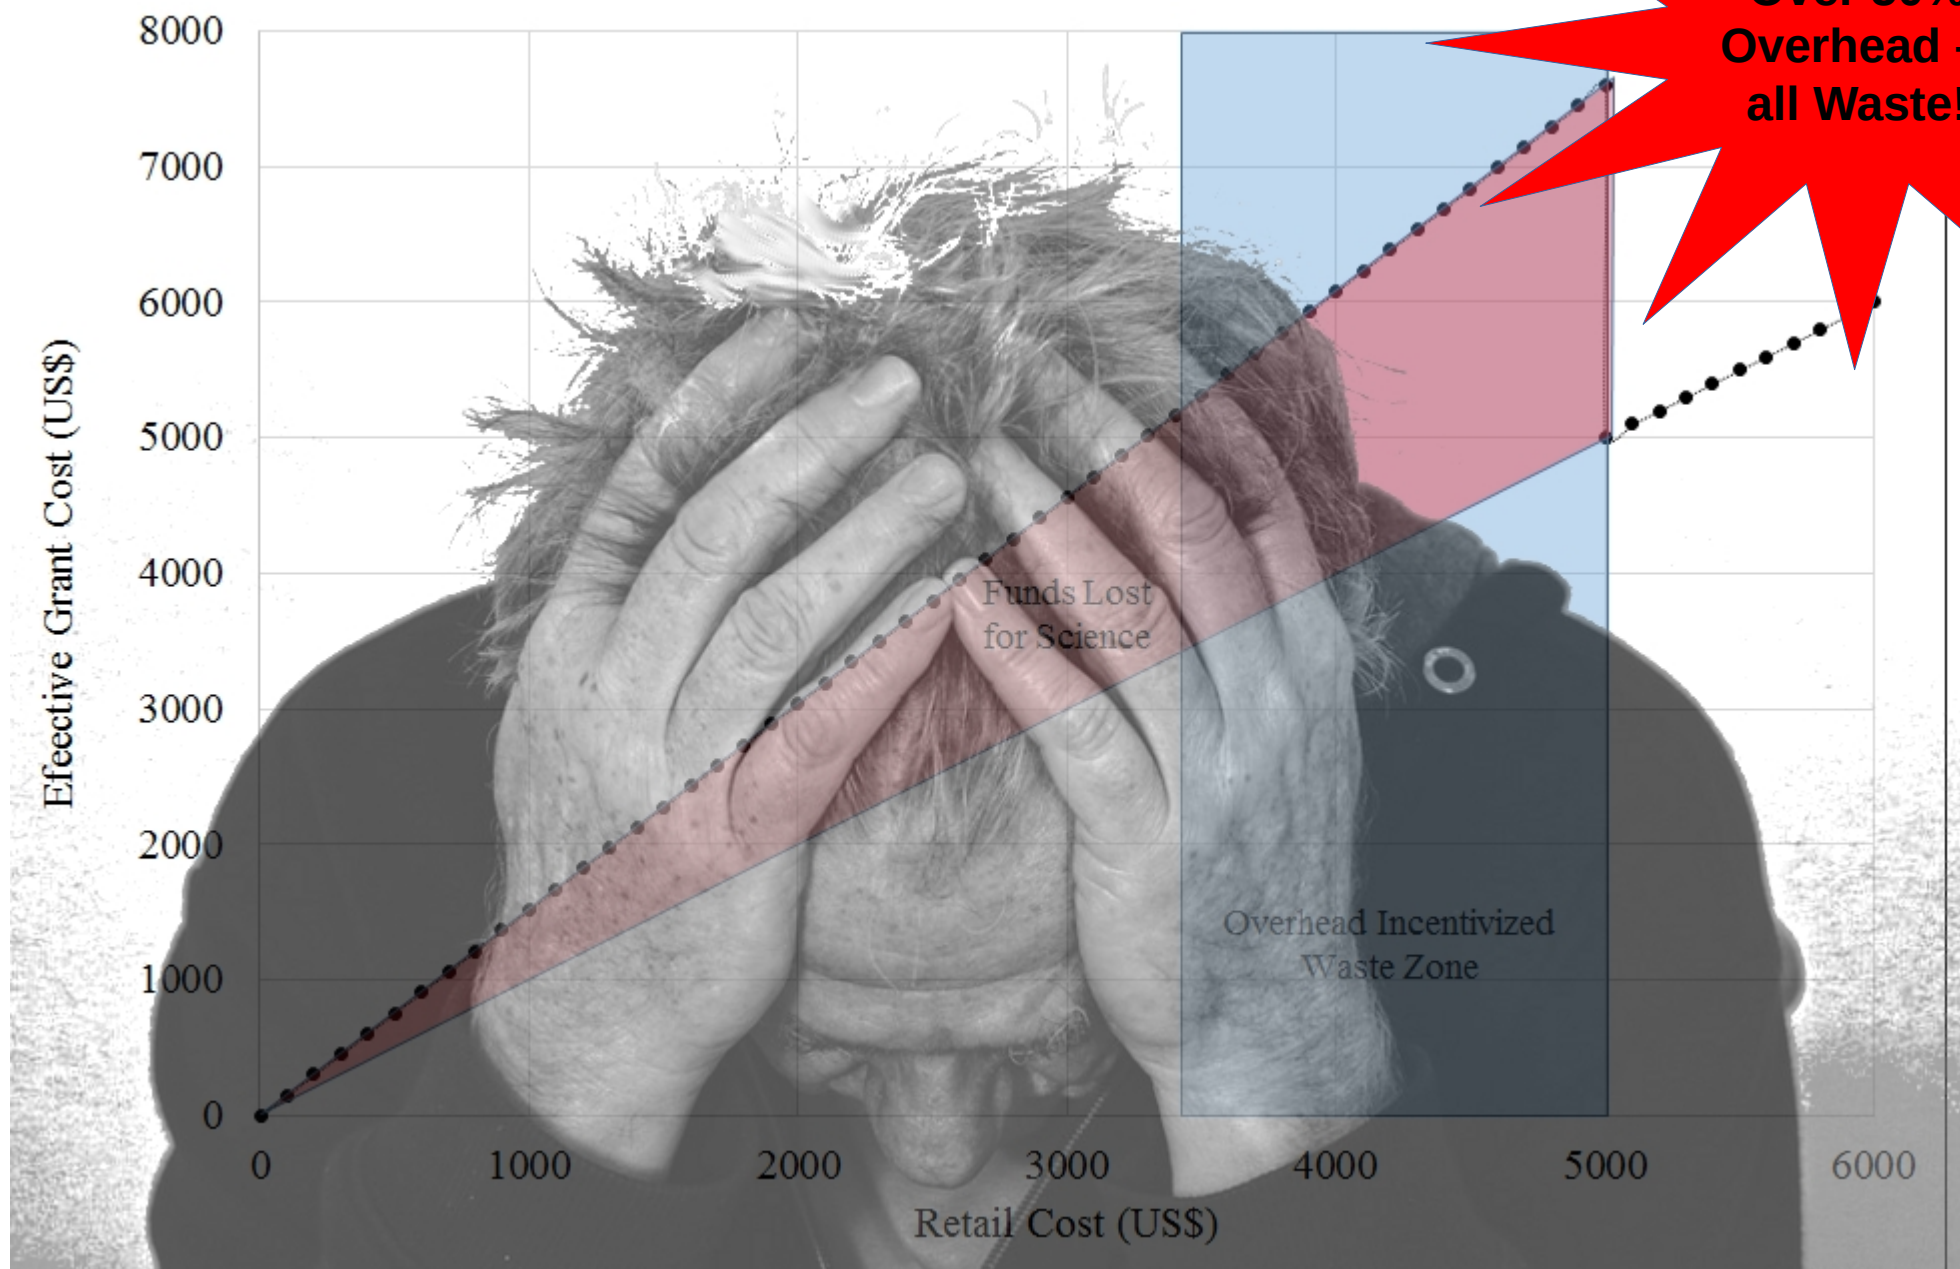 Overhead -
all Waste!
8000
7000
6000
5000
4000
3000
2000
1000
0
Efeective Grant Cost (US$)
Funds Lost
for Science
Overhead Incentivized
Waste Zone
0 1000 2000 3000 4000 5000 6000
Retail Cost (US$)